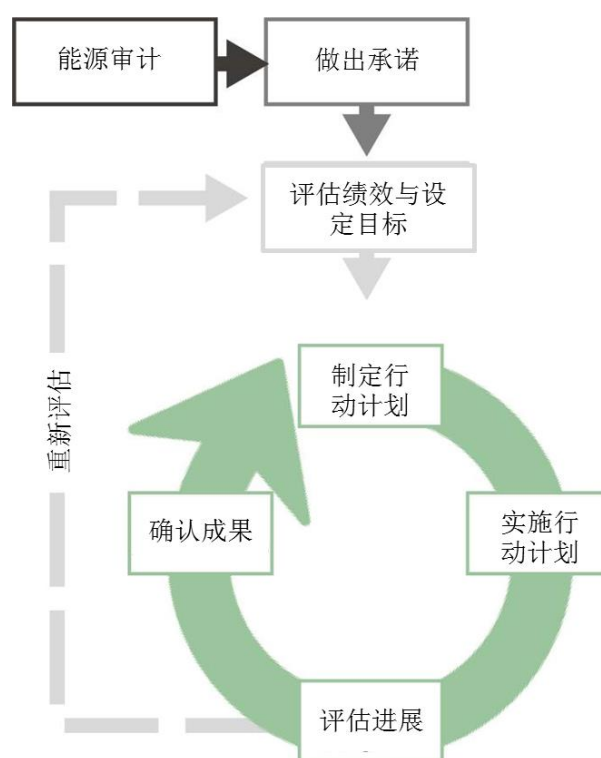 能源审计
做出承诺
评估绩效与设
定目标
制定行
动计划
重新评估
确认成果
实施行
动计划
评估进展